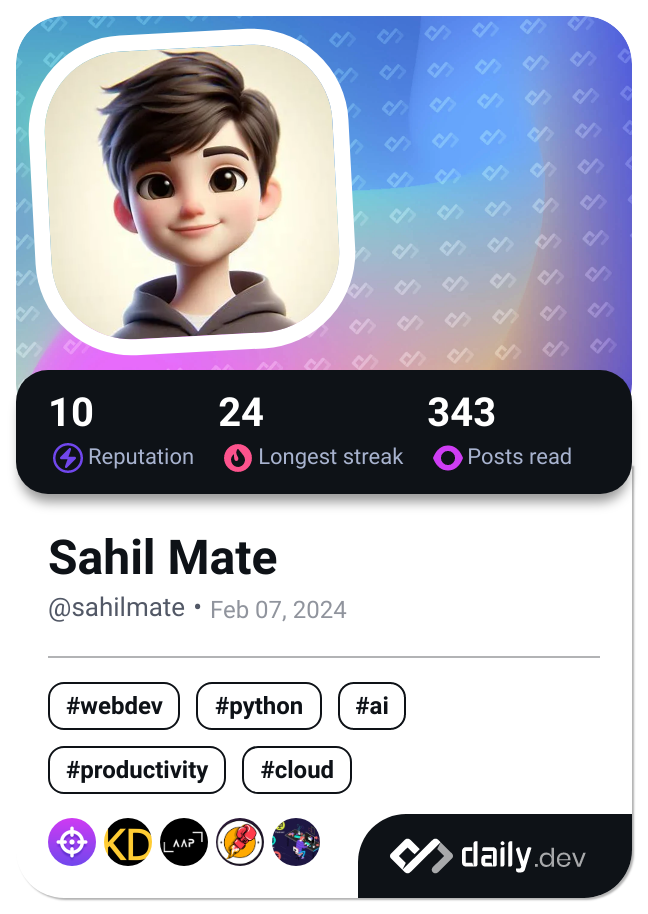 10 24 343
Reputation Longest streak Posts read
Sahil Mate
@sahilmate • Feb 07, 2024
#webdev #python #ai
#productivity #cloud
KD AAP
daily.dev